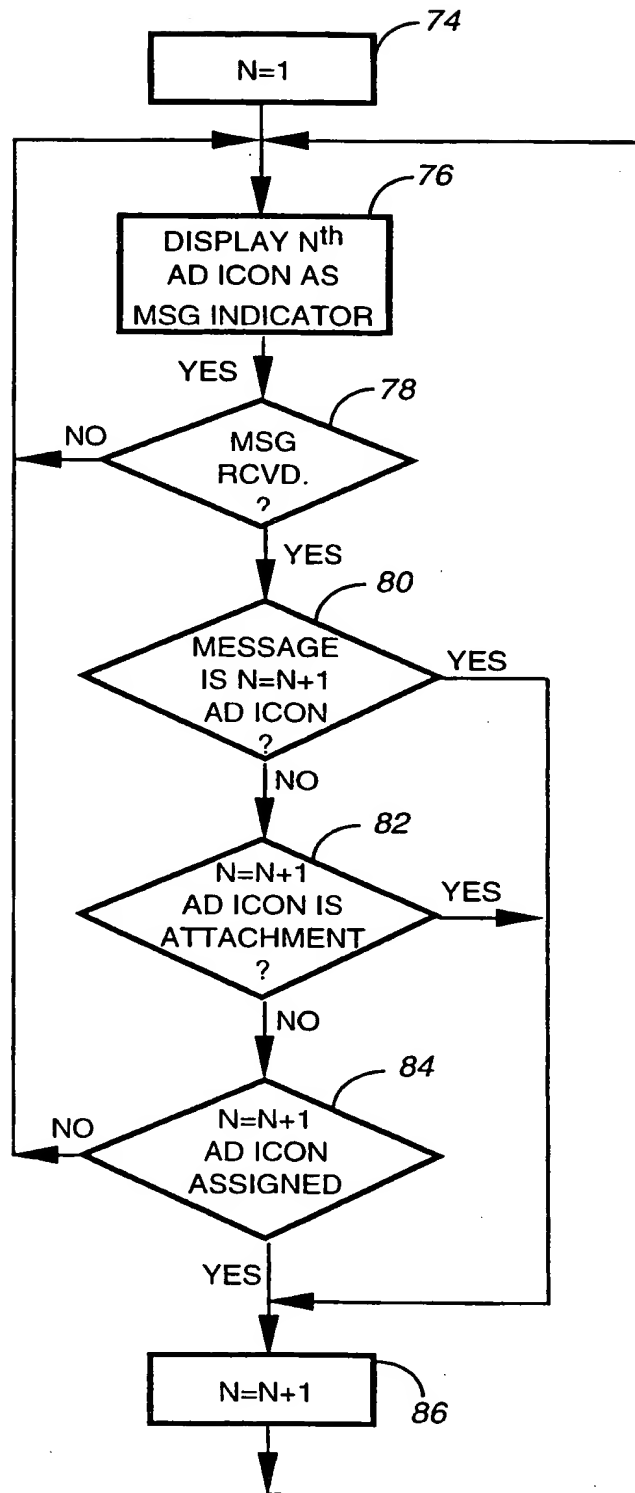 74
N=1
76
DISPLAY Nth
AD ICON AS
MSG INDICATOR
YES
78
NO
MSG
RCVD.
?
YES
80
MESSAGE
IS N=N+1
AD ICON
?
YES
NO
82
N=N+1
AD ICON IS
ATTACHMENT
?
YES
NO
84
NO
N=N+1
AD ICON
ASSIGNED
YES
N=N+1
86